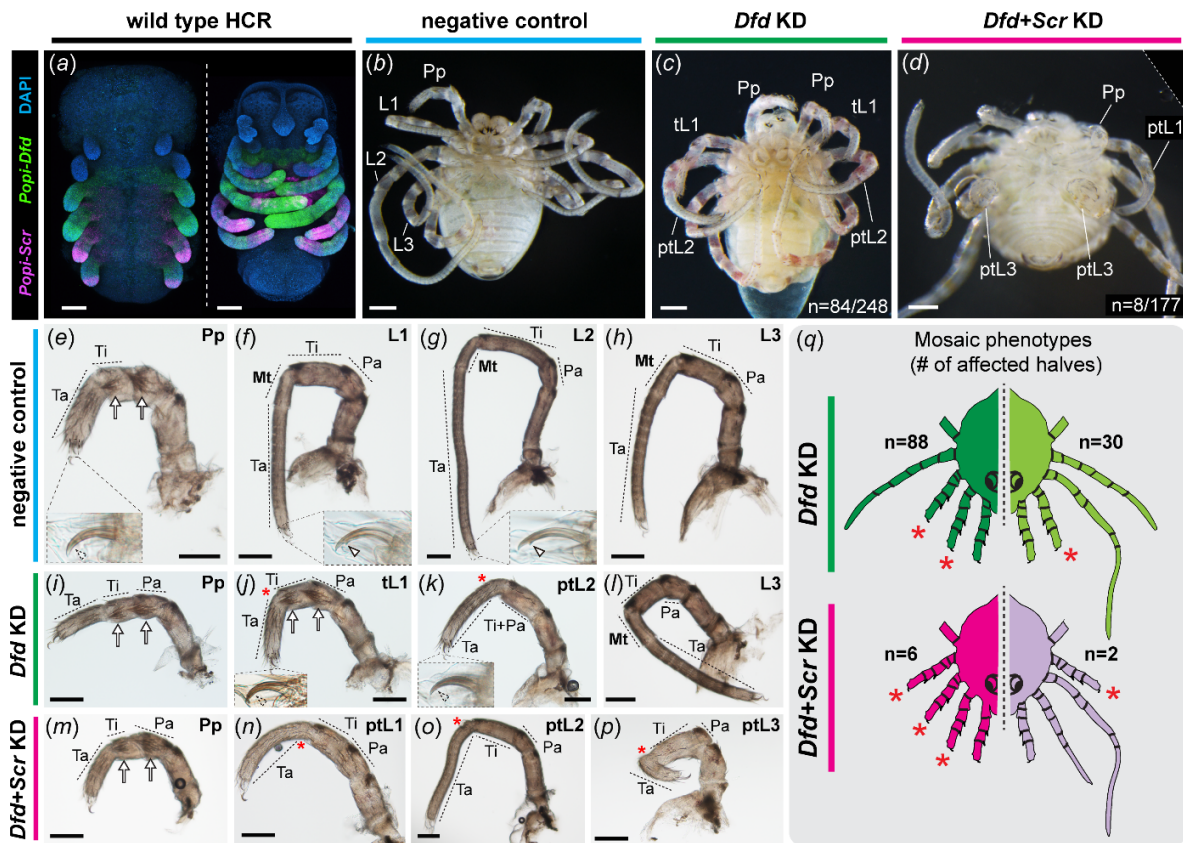 wild type HCR
negative control
Dfd KD
Dfd+Scr KD
Popi-Scr Popi-Dfd DAPI
(a)
(b)
Pp
L1
L2
L3
(c)
Pp
Pp
tL1
tL1
ptL2
ptL2
n=84/248
(d)
Pp
ptL1
ptL3
ptL3
n=8/177
negative control
(e)
Pp
Ti
Ta
(f)
L1
Ti
Pa
Mt
Ta
(g)
L2
Ti
Pa
Mt
Ta
(h)
L3
Ti
Mt
Pa
Ta
Dfd KD
(i)
Pp
Ti
Pa
Ta
(j)
tL1
*
Ti
Pa
Ta
(k)
ptL2
*
Ti+Pa
Ta
(l)
L3
Ti
Pa
Mt
Ta
Dfd+Scr KD
(m)
Pp
Ti
Pa
Ta
(n)
ptL1
Ti
*
Pa
Ta
(o)
ptL2
*
Ti
Pa
Ta
(p)
ptL3
Ti
Pa
*
Ta
(q)
Mosaic phenotypes
(# of affected halves)
Dfd KD
n=88
n=30
*
*
*
Dfd+Scr KD
n=6
n=2
*
*
*
*